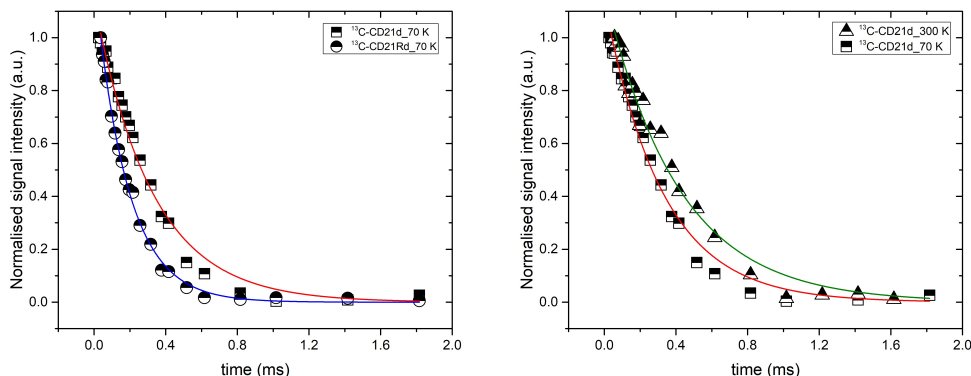 ¹³C-CD21d_70 K
¹³C-CD21Rd_70 K
Normalised signal intensity (a.u.)
1.0
0.8
0.6
0.4
0.2
0.0
0.0 0.4 0.8 1.2 1.6 2.0
time (ms)
¹³C-CD21d_300 K
¹³C-CD21d_70 K
Normalised signal intensity (a.u.)
1.0
0.8
0.6
0.4
0.2
0.0
0.0 0.4 0.8 1.2 1.6 2.0
time (ms)